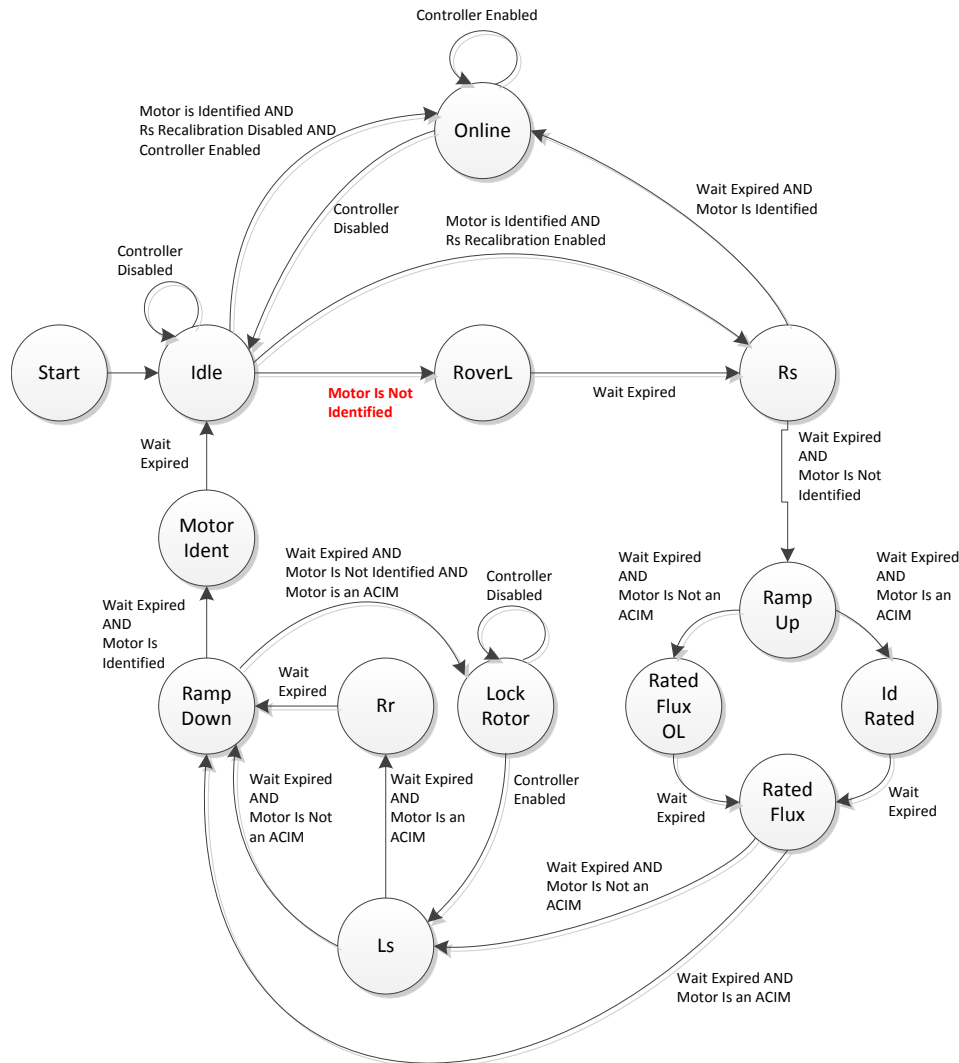 Controller Enabled
Online
Motor is Identified AND
Rs Recalibration Disabled AND
Controller Enabled
Wait Expired AND
Motor Is Identified
Controller
Disabled
Motor is Identified AND
Rs Recalibration Enabled
Controller
Disabled
Start
Idle
RoverL
Rs
Motor Is Not
Identified
Wait Expired
Wait
Expired
Wait Expired
AND
Motor Is Not
Identified
Motor
Ident
Wait Expired AND
Motor Is Not Identified AND
Motor is an ACIM
Controller
Disabled
Wait Expired
AND
Motor Is Not an
ACIM
Wait Expired
AND
Motor Is an
ACIM
Ramp
Up
Wait Expired
AND
Motor Is
Identified
Ramp
Down
Wait
Expired
Rr
Lock
Rotor
Rated
Flux
OL
Id
Rated
Wait Expired
AND
Motor Is Not
an ACIM
Wait Expired
AND
Motor Is an
ACIM
Controller
Enabled
Wait
Expired
Rated
Flux
Wait
Expired
Wait Expired AND
Motor Is Not an
ACIM
Ls
Wait Expired AND
Motor Is an ACIM